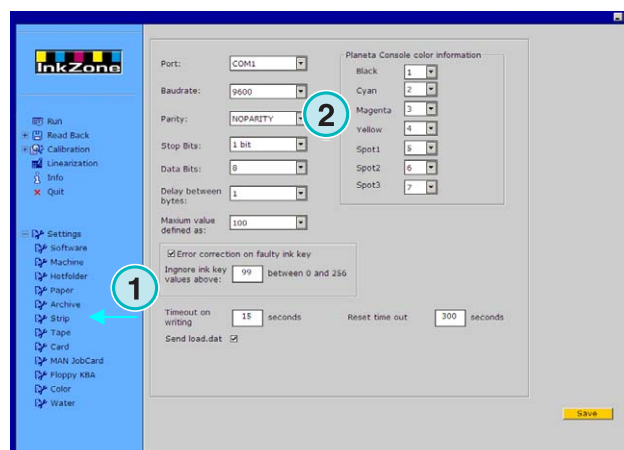 InkZone
Run
Read Back
Calibration
Linearization
Info
Quit
Settings
Software
Machine
Hotfolder
Paper
Archive
Strip
Tape
Card
MAN JobCard
Floppy KBA
Color
Water
1
Port: COM1
Baudrate: 9600
Parity: NOPARITY
Stop Bits: 1 bit
Data Bits: 8
Delay between bytes: 1
Maxium value defined as: 100
2
Planeta Console color information
Black 1
Cyan 2
Magenta 3
Yellow 4
Spot1 5
Spot2 6
Spot3 7
Error correction on faulty ink key
Ingnore ink key values above: 99 between 0 and 256
Timeout on writing 15 seconds
Reset time out 300 seconds
Send load.dat
Save